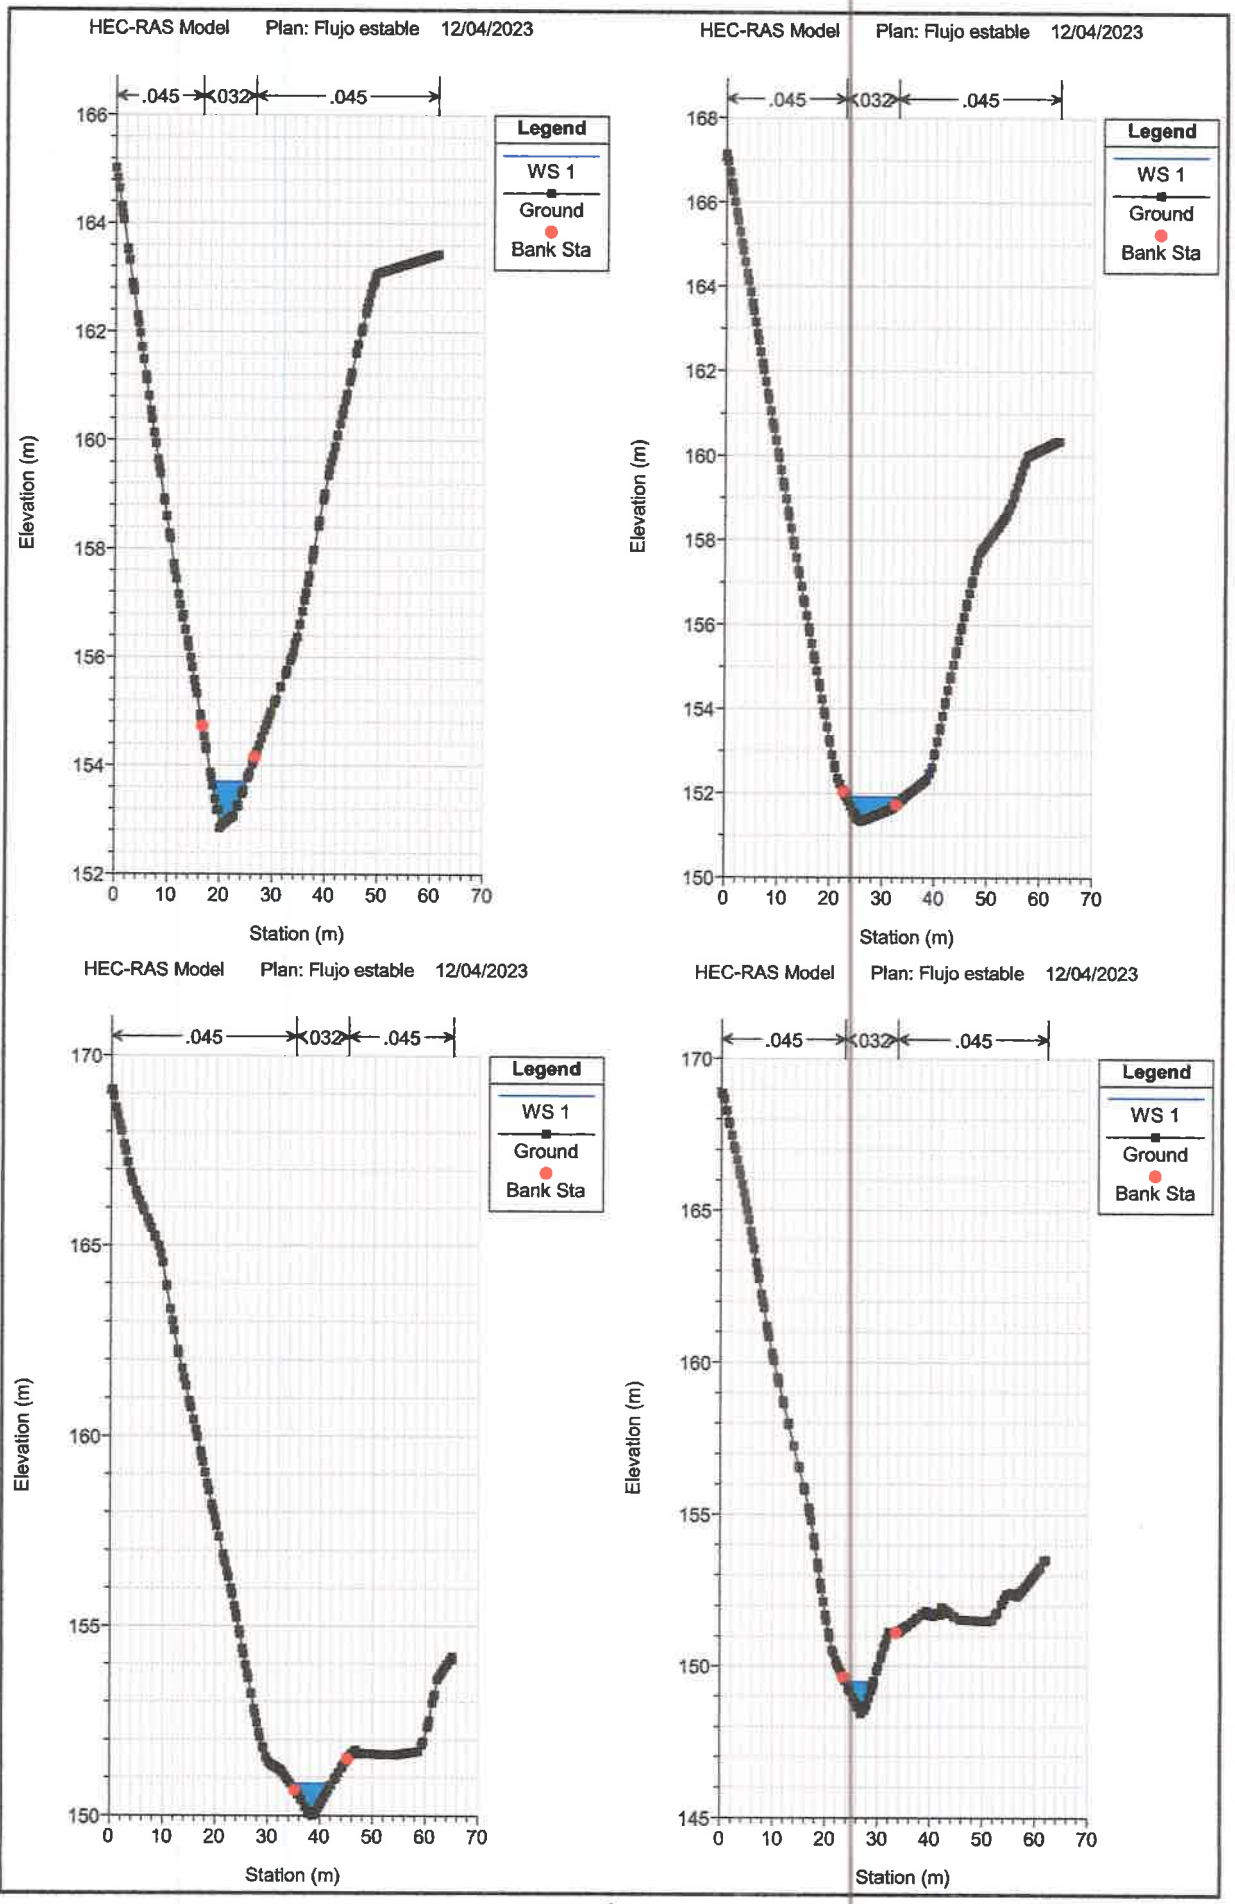 HEC-RAS Model Plan: Flujo estable 12/04/2023
.045 .032 .045
Legend
WS 1
Ground
Bank Sta
166
164
162
160
158
156
154
152
Elevation (m)
0 10 20 30 40 50 60 70
Station (m)
HEC-RAS Model Plan: Flujo estable 12/04/2023
.045 .032 .045
Legend
WS 1
Ground
Bank Sta
168
166
164
162
160
158
156
154
152
150
Elevation (m)
0 10 20 30 40 50 60 70
Station (m)
HEC-RAS Model Plan: Flujo estable 12/04/2023
.045 .032 .045
Legend
WS 1
Ground
Bank Sta
170
165
160
155
150
Elevation (m)
0 10 20 30 40 50 60 70
Station (m)
HEC-RAS Model Plan: Flujo estable 12/04/2023
.045 .032 .045
Legend
WS 1
Ground
Bank Sta
170
165
160
155
150
145
Elevation (m)
0 10 20 30 40 50 60 70
Station (m)